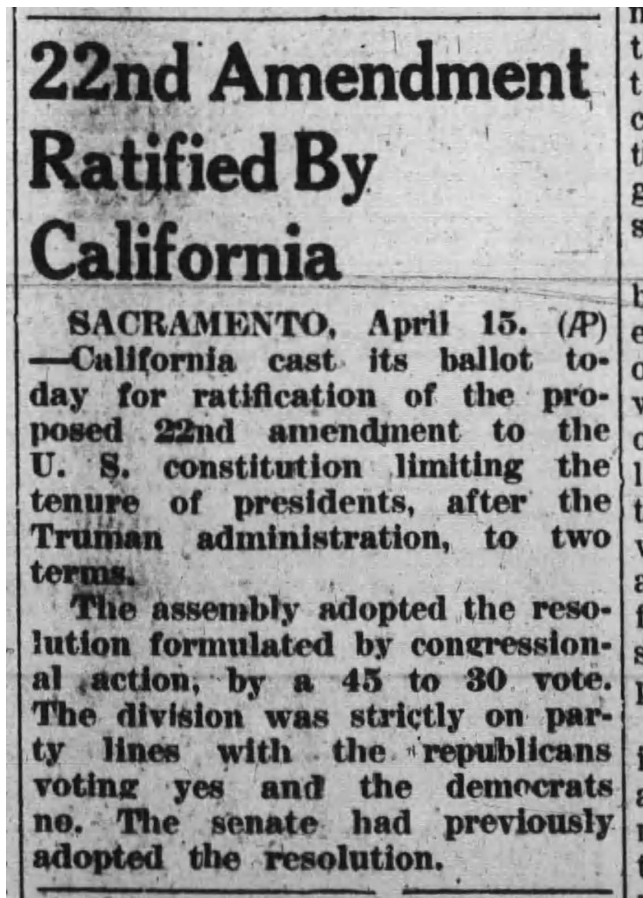 22nd Amendment
Ratified By
California
SACRAMENTO, April 15. (AP)
—California cast its ballot to-
day for ratification of the pro-
posed 22nd amendment to the
U. S. constitution limiting the
tenure of presidents, after the
Truman administration, to two
terms.
The assembly adopted the reso-
lution formulated by congression-
al action, by a 45 to 30 vote.
The division was strictly on par-
ty lines with the republicans
voting yes and the democrats
no. The senate had previously
adopted the resolution.